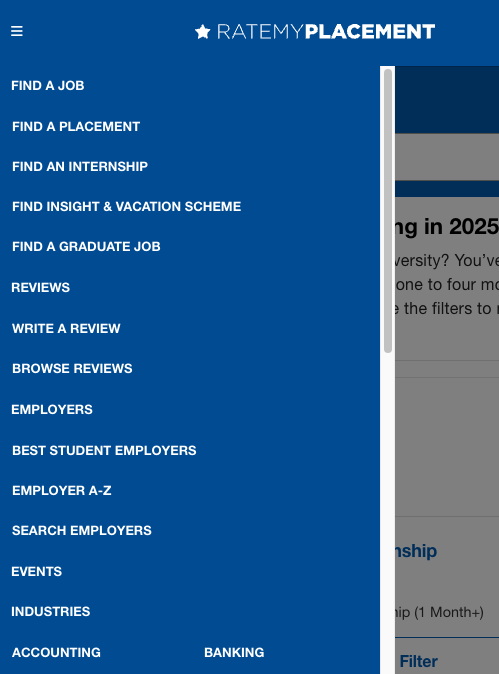 RATEMYPLACEMENT
FIND A JOB
FIND A PLACEMENT
FIND AN INTERNSHIP
FIND INSIGHT & VACATION SCHEME
FIND A GRADUATE JOB
ng in 2025
versity? You've
REVIEWS
one to four mo
e the filters to
WRITE A REVIEW
BROWSE REVIEWS
EMPLOYERS
BEST STUDENT EMPLOYERS
EMPLOYER A-Z
SEARCH EMPLOYERS
nship
EVENTS
INDUSTRIES
ip (1 Month+)
ACCOUNTING BANKING
Filter